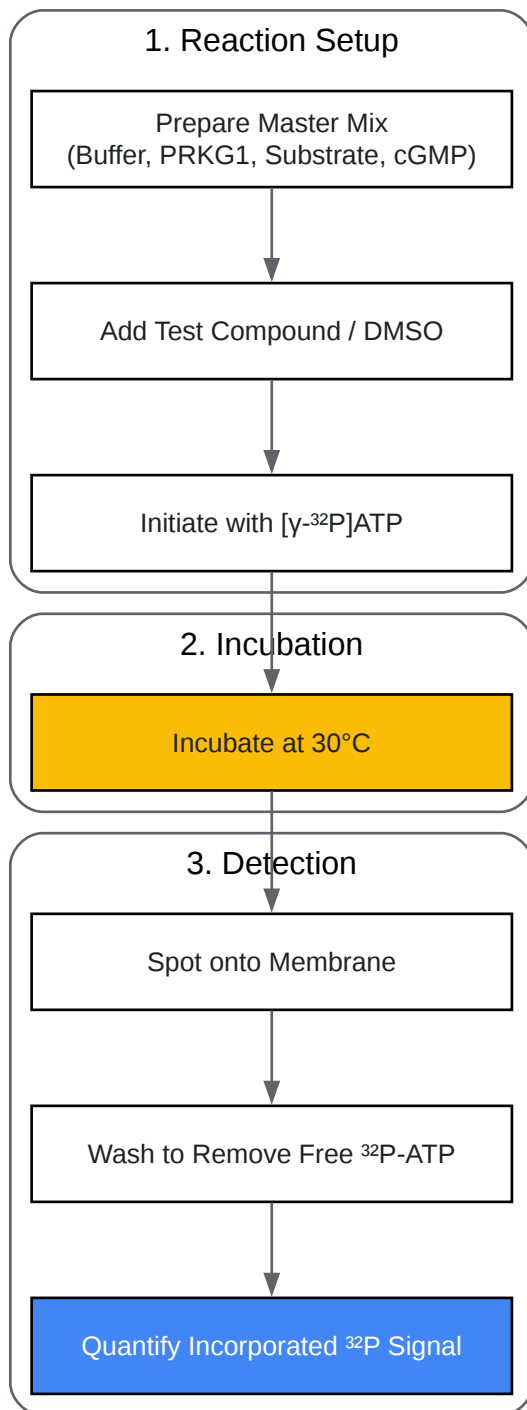 1. Reaction Setup
Prepare Master Mix
(Buffer, PRKG1, Substrate, cGMP)
Add Test Compound / DMSO
Initiate with [γ-³²P]ATP
2. Incubation
Incubate at 30°C
3. Detection
Spot onto Membrane
Wash to Remove Free ³²P-ATP
Quantify Incorporated ³²P Signal